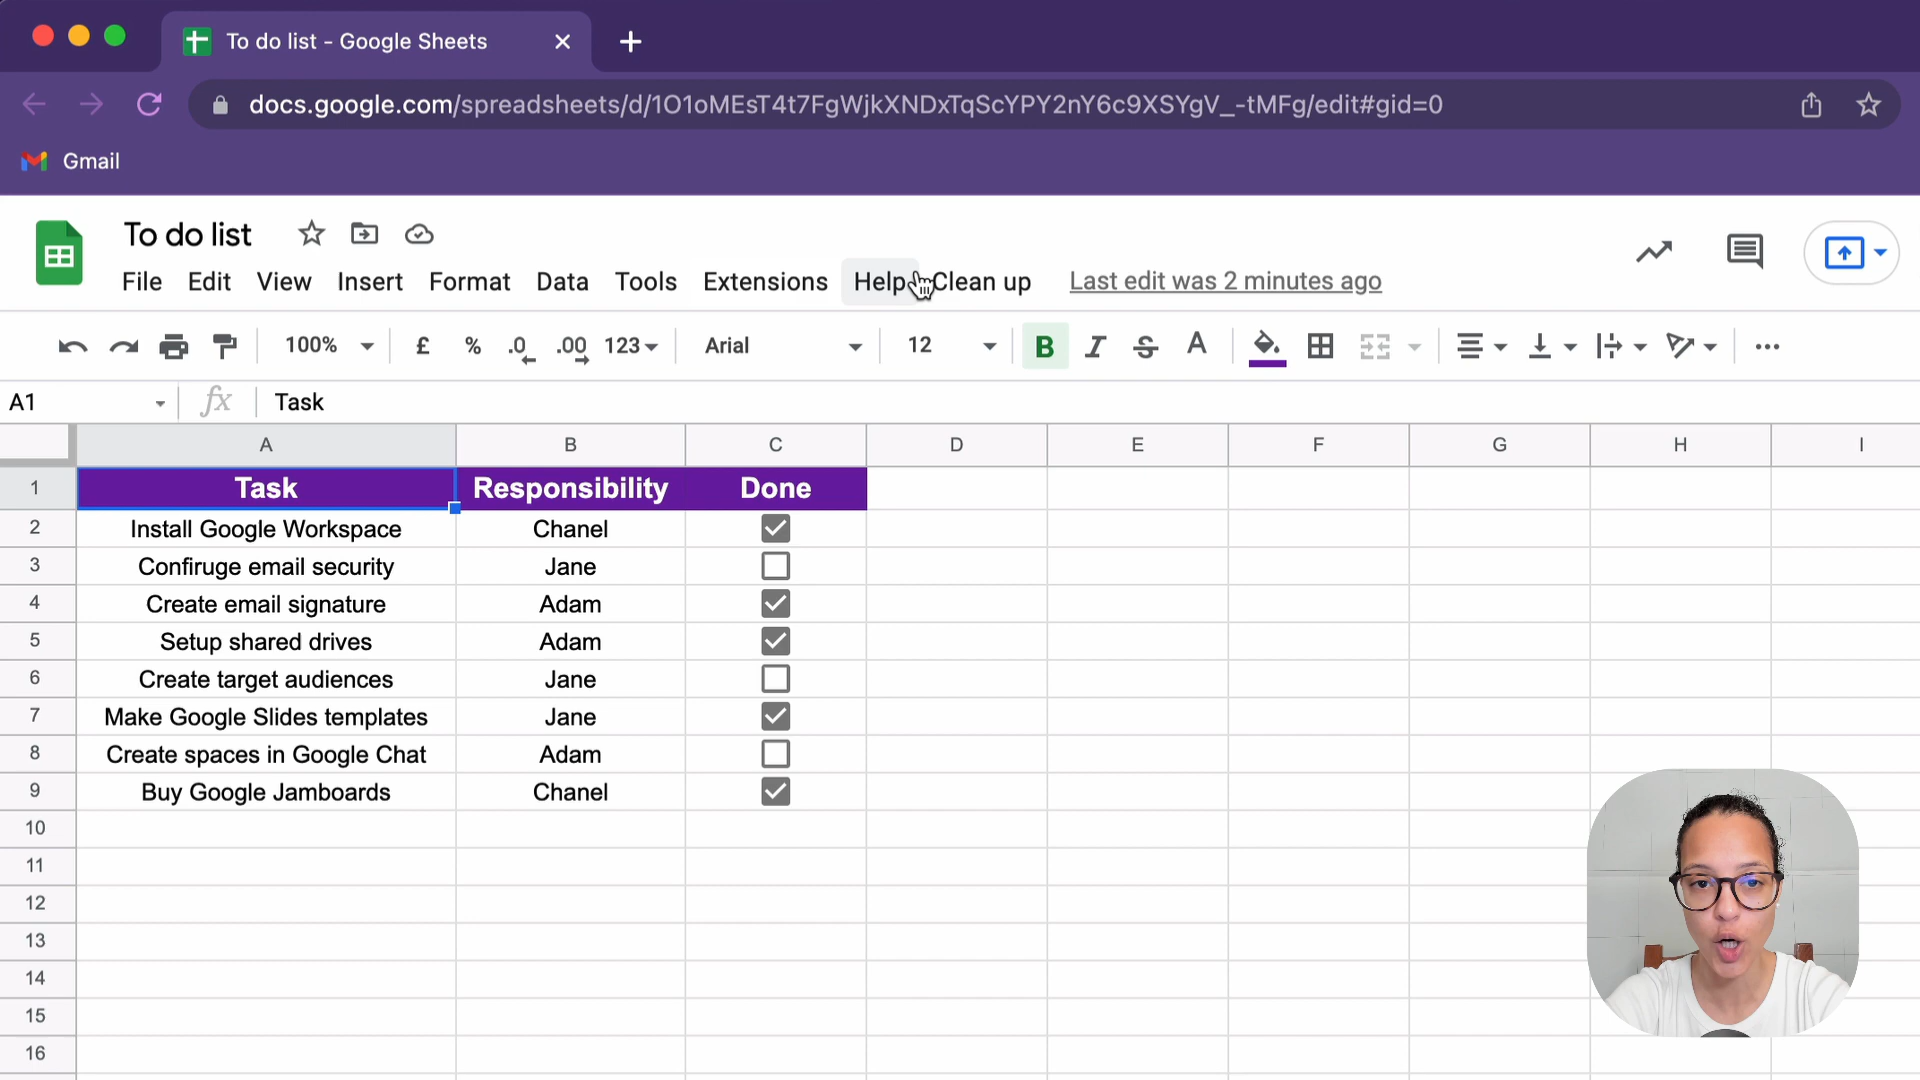 To do list - Google Sheets
docs.google.com/spreadsheets/d/1O1oMEsT4t7FgWjkXNDxTqScYPY2nY6c9XSYgV_-tMFg/edit#gid=0
Gmail
To do list
File Edit View Insert Format Data Tools Extensions Help Clean up Last edit was 2 minutes ago
100% £ % .0 .00 123 Arial 12 B I S A
A1 fx Task
A B C D E F G H I
1 Task Responsibility Done
2 Install Google Workspace Chanel
3 Confiruge email security Jane
4 Create email signature Adam
5 Setup shared drives Adam
6 Create target audiences Jane
7 Make Google Slides templates Jane
8 Create spaces in Google Chat Adam
9 Buy Google Jamboards Chanel
10
11
12
13
14
15
16